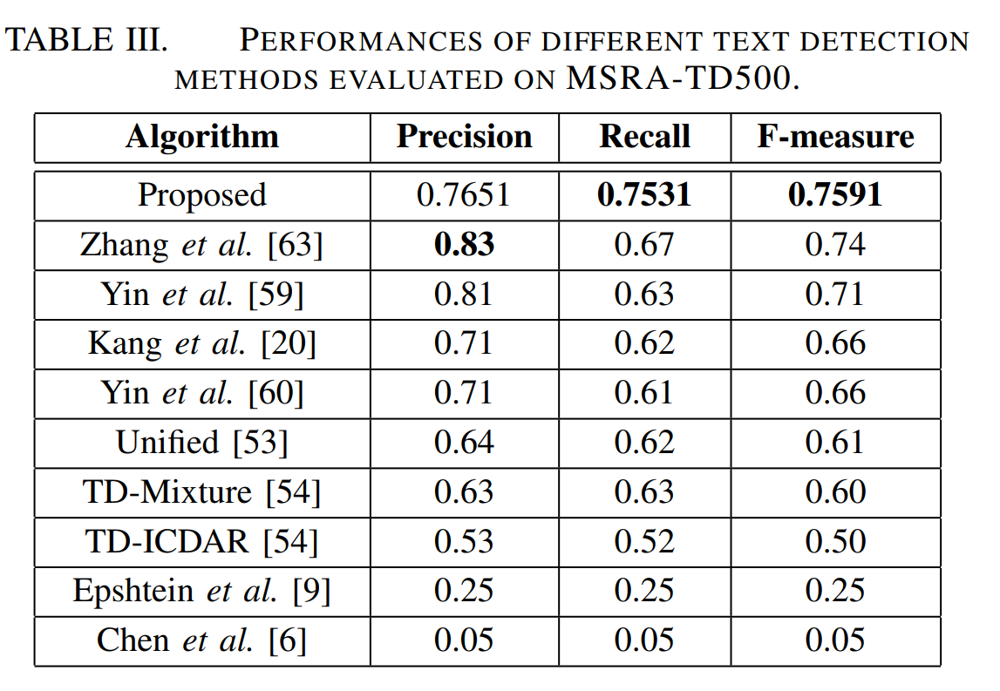 TABLE III. PERFORMANCES OF DIFFERENT TEXT DETECTION
METHODS EVALUATED ON MSRA-TD500.
Algorithm Precision Recall F-measure
Proposed 0.7651 0.7531 0.7591
Zhang et al. [63] 0.83 0.67 0.74
Yin et al. [59] 0.81 0.63 0.71
Kang et al. [20] 0.71 0.62 0.66
Yin et al. [60] 0.71 0.61 0.66
Unified [53] 0.64 0.62 0.61
TD-Mixture [54] 0.63 0.63 0.60
TD-ICDAR [54] 0.53 0.52 0.50
Epshtein et al. [9] 0.25 0.25 0.25
Chen et al. [6] 0.05 0.05 0.05